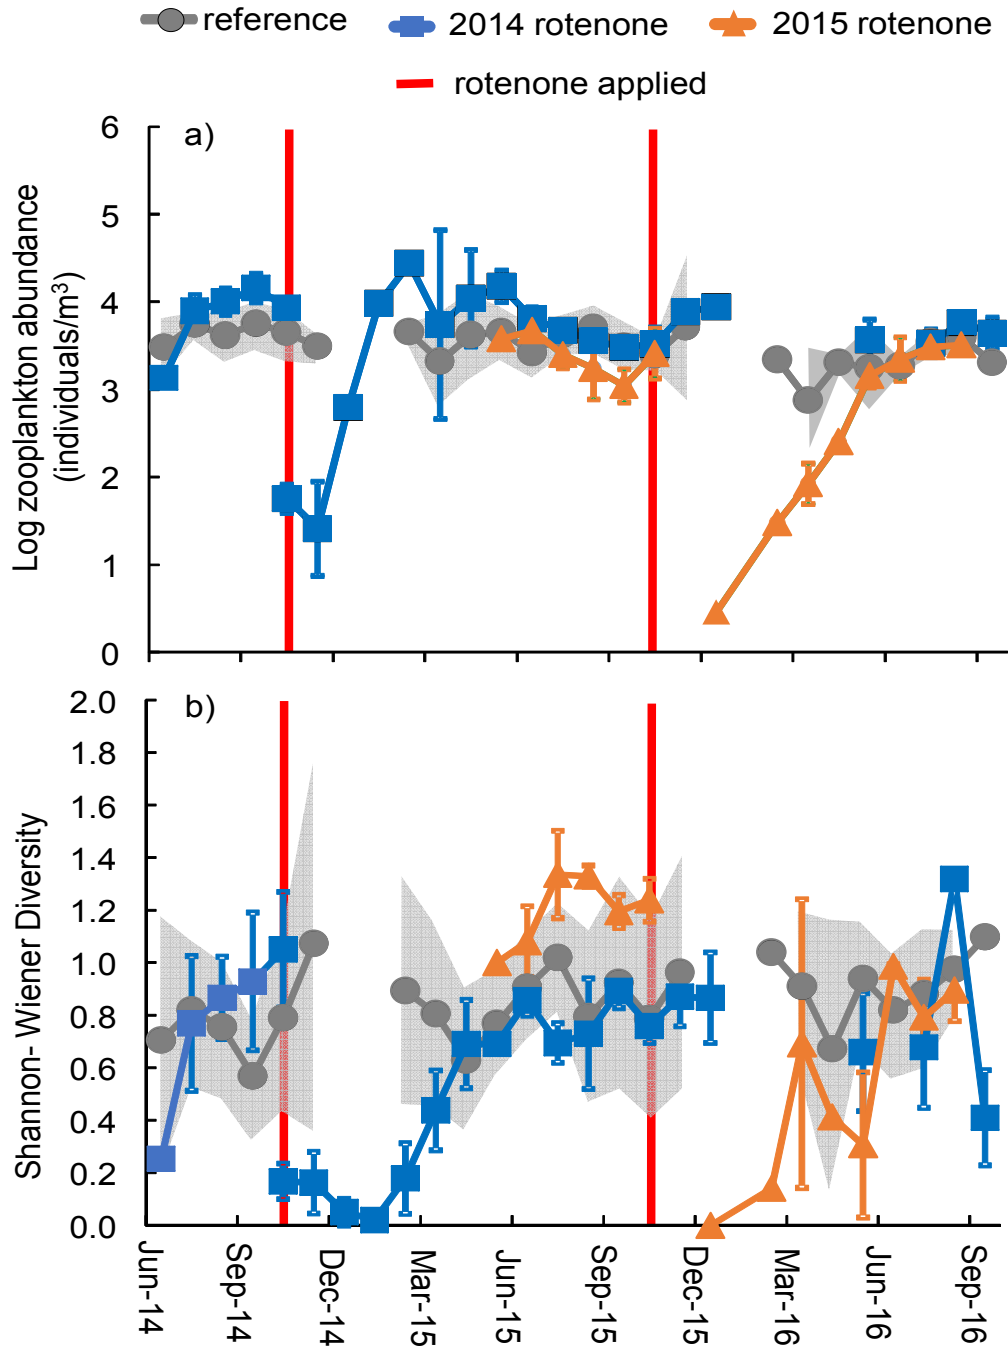 reference 2014 rotenone 2015 rotenone
rotenone applied
a)
Log zooplankton abundance
(individuals/m³)
6
5
4
3
2
1
0
b)
Shannon- Wiener Diversity
2.0
1.8
1.6
1.4
1.2
1.0
0.8
0.6
0.4
0.2
0.0
Jun-14 Sep-14 Dec-14 Mar-15 Jun-15 Sep-15 Dec-15 Mar-16 Jun-16 Sep-16